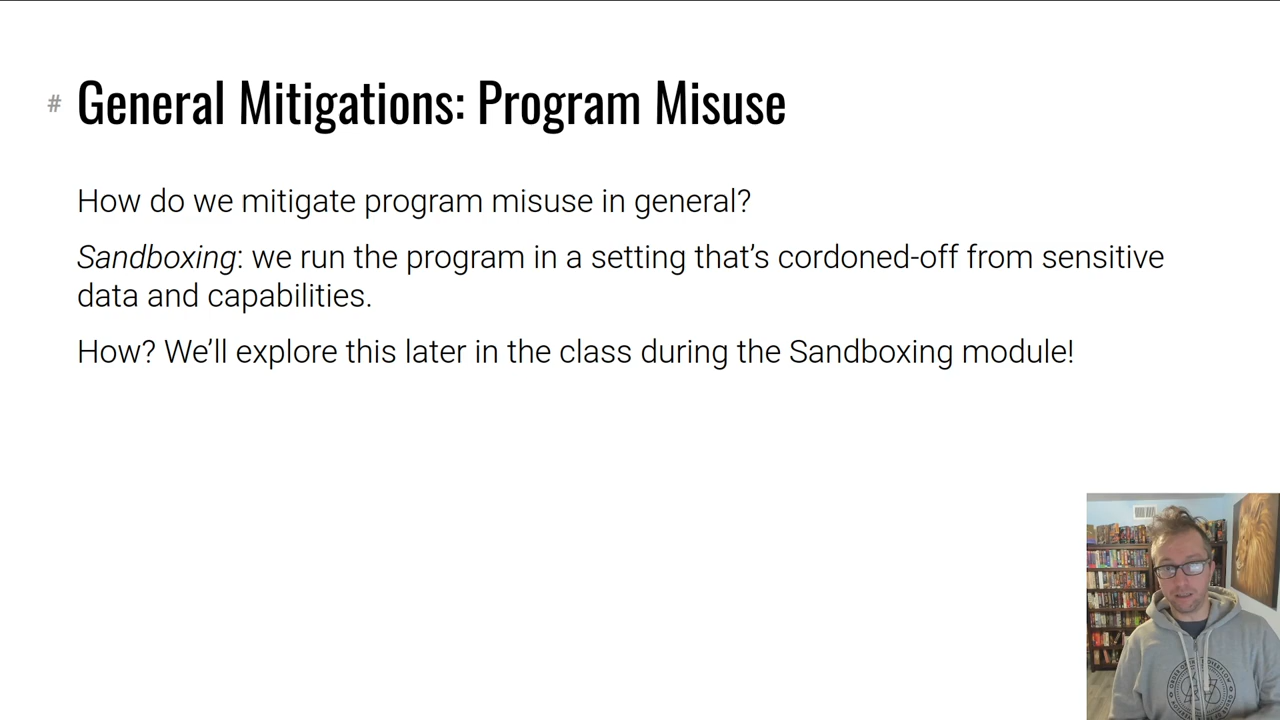 # General Mitigations: Program Misuse
How do we mitigate program misuse in general?
Sandboxing: we run the program in a setting that’s cordoned-off from sensitive
data and capabilities.
How? We’ll explore this later in the class during the Sandboxing module!